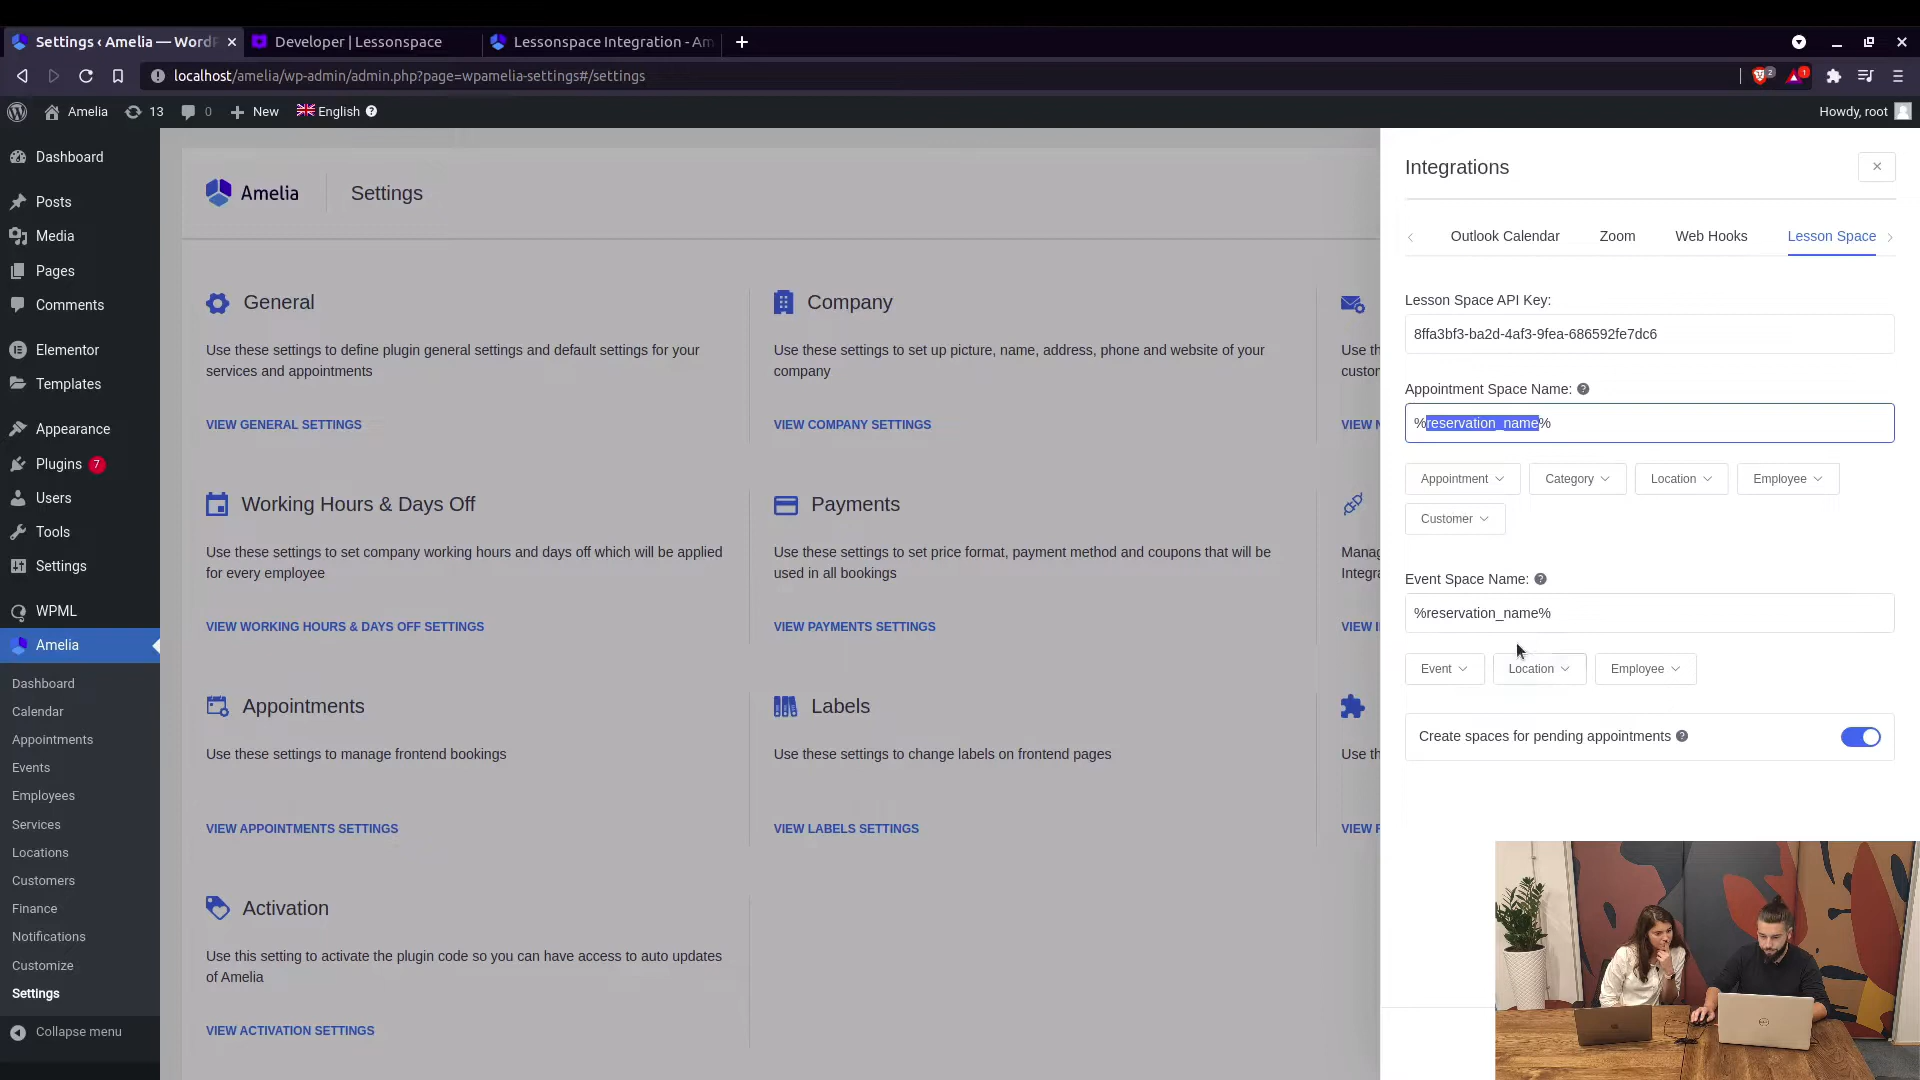 Settings ‹ Amelia — WordP
Developer | Lessonspace
Lessonspace Integration - Am
localhost/amelia/wp-admin/admin.php?page=wpamelia-settings#/settings
2
1
Amelia
13
0
New
English
Howdy, root
Dashboard
Posts
Media
Pages
Comments
Elementor
Templates
Appearance
Plugins 7
Users
Tools
Settings
WPML
Amelia
Dashboard
Calendar
Appointments
Events
Employees
Services
Locations
Customers
Finance
Notifications
Customize
Settings
Collapse menu
Amelia
Settings
General
Use these settings to define plugin general settings and default settings for your
services and appointments
VIEW GENERAL SETTINGS
Company
Use these settings to set up picture, name, address, phone and website of your
company
VIEW COMPANY SETTINGS
Use th
custom
VIEW N
Working Hours & Days Off
Use these settings to set company working hours and days off which will be applied
for every employee
VIEW WORKING HOURS & DAYS OFF SETTINGS
Payments
Use these settings to set price format, payment method and coupons that will be
used in all bookings
VIEW PAYMENTS SETTINGS
Manag
Integra
VIEW I
Appointments
Use these settings to manage frontend bookings
VIEW APPOINTMENTS SETTINGS
Labels
Use these settings to change labels on frontend pages
VIEW LABELS SETTINGS
Use th
VIEW F
Activation
Use this setting to activate the plugin code so you can have access to auto updates
of Amelia
VIEW ACTIVATION SETTINGS
Integrations
Outlook Calendar
Zoom
Web Hooks
Lesson Space
Lesson Space API Key:
8ffa3bf3-ba2d-4af3-9fea-686592fe7dc6
Appointment Space Name:
%reservation_name%
Appointment
Category
Location
Employee
Customer
Event Space Name:
%reservation_name%
Event
Location
Employee
Create spaces for pending appointments